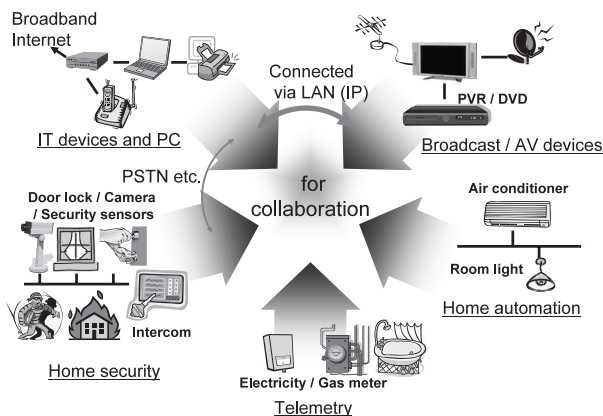 Broadband
Internet
IT devices and PC
Connected
via LAN (IP)
PVR / DVD
Broadcast / AV devices
PSTN etc.
for
collaboration
Door lock / Camera
/ Security sensors
Intercom
Home security
Air conditioner
Room light
Home automation
Electricity / Gas meter
Telemetry